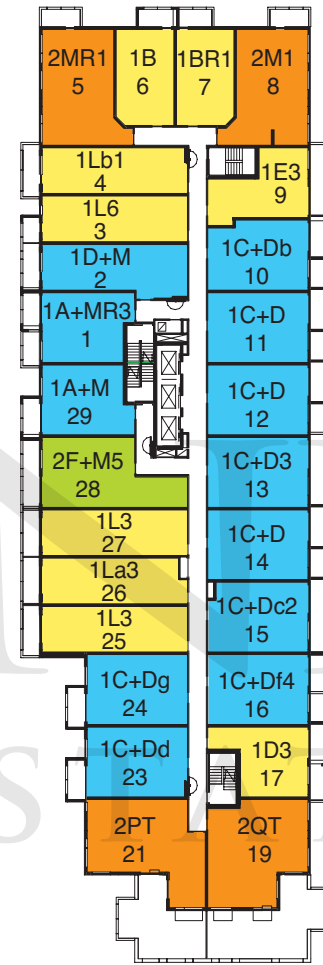 2MR1
5
1B
6
1BR1
7
2M1
8
1Lb1
4
1E3
9
1L6
3
1D+M
2
1C+Db
10
1A+MR3
1
1C+D
11
1A+M
29
1C+D
12
2F+M5
28
1C+D3
13
1L3
27
1C+D
14
1La3
26
1C+Dc2
15
1L3
25
1C+Dg
24
1C+Df4
16
1C+Dd
23
1D3
17
2PT
21
2QT
19